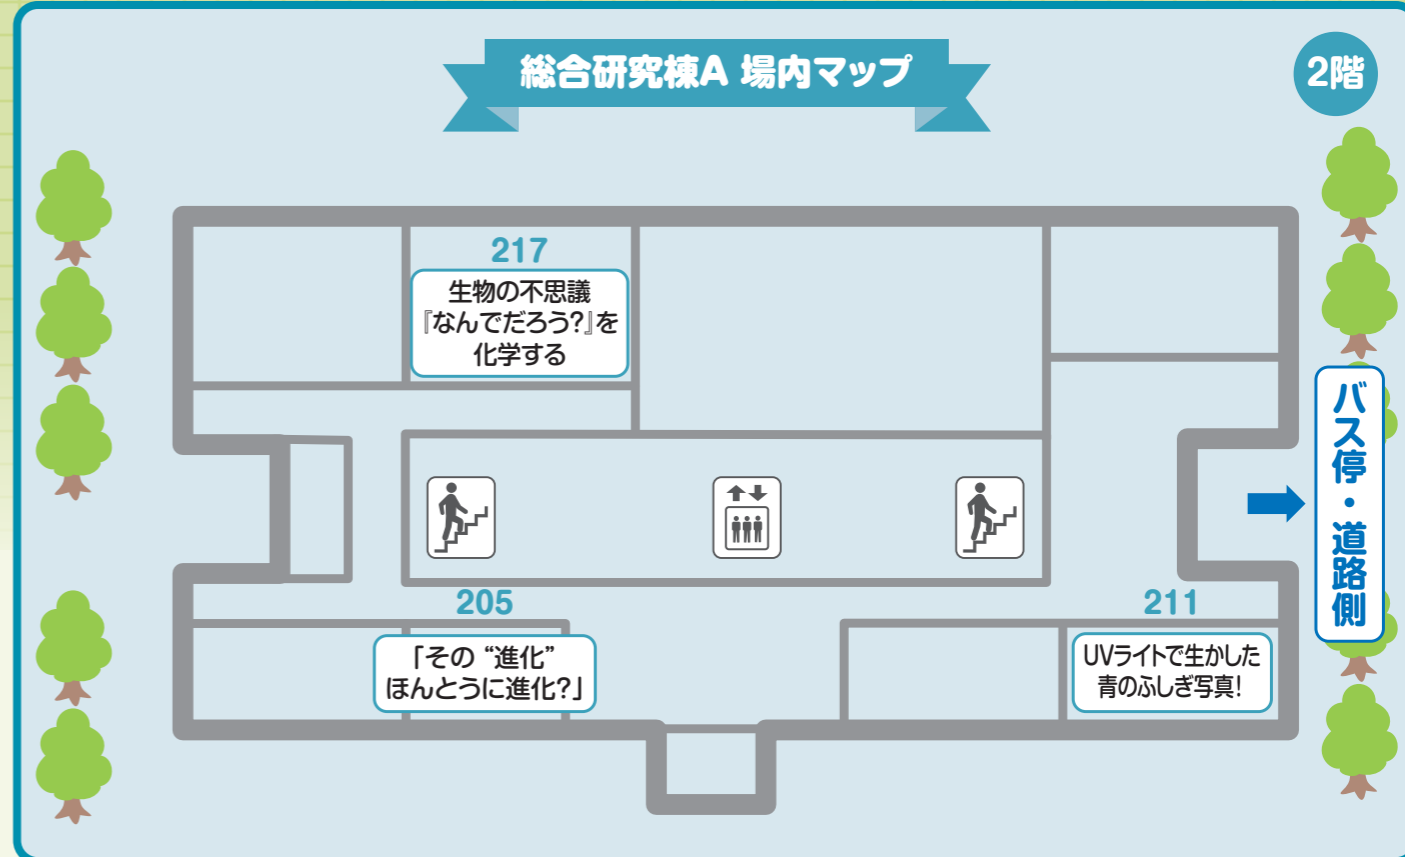 総合研究棟A 場内マップ
2階
217
生物の不思議
『なんでだろう?』を
化学する
バス停・道路側
205
「その “進化”
ほんとうに進化?」
211
UVライトで生かした
青のふしぎ写真!